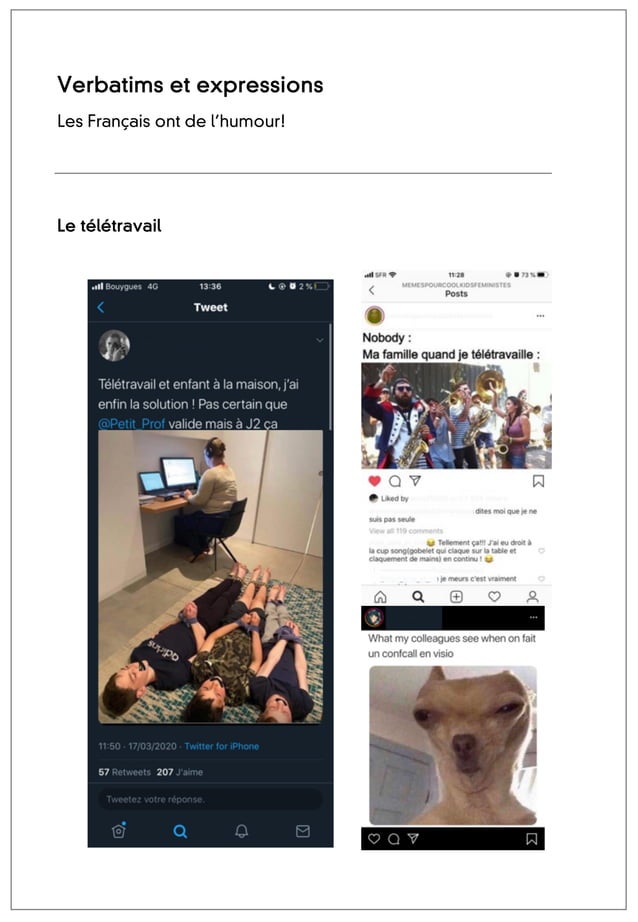 Verbatims et expressions
Les Français ont de l'humour!
Le télétravail
Bouygues 4G 13:36 2 %
Tweet
Télétravail et enfant à la maison, j'ai
enfin la solution ! Pas certain que
@Petit_Prof valide mais à J2 ça
adidas
11:50 · 17/03/2020 · Twitter for iPhone
57 Retweets 207 J'aime
Tweetez votre réponse.
SFR 11:28 73 %
MEMESPOURCOOLKIDSFEMINISTES
Posts
Nobody :
Ma famille quand je télétravaille :
Liked by
dites moi que je ne
suis pas seule
View all 119 comments
😂 Tellement ça!!! J'ai eu droit à
la cup song(gobelet qui claque sur la table et
claquement de mains) en continu ! 😂
je meurs c'est vraiment
What my colleagues see when on fait
un confcall en visio